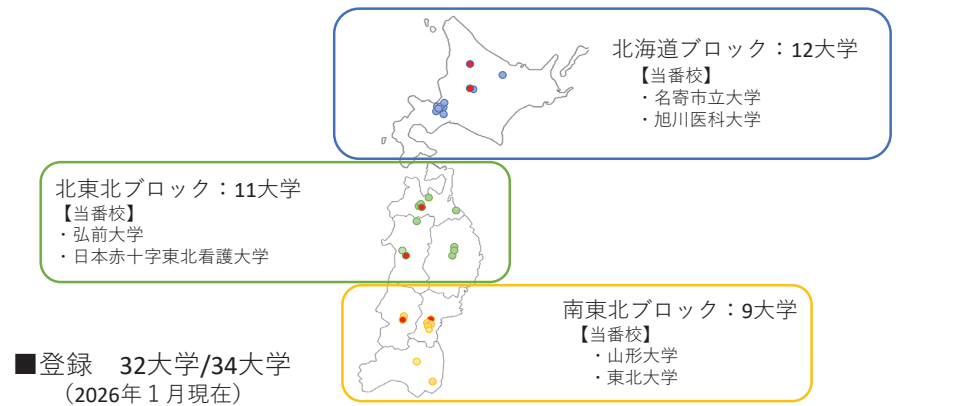 北海道ブロック：12大学
【当番校】
・名寄市立大学
・旭川医科大学
北東北ブロック：11大学
【当番校】
・弘前大学
・日本赤十字東北看護大学
南東北ブロック：9大学
【当番校】
・山形大学
・東北大学
■登録　32大学/34大学
（2026年１月現在）